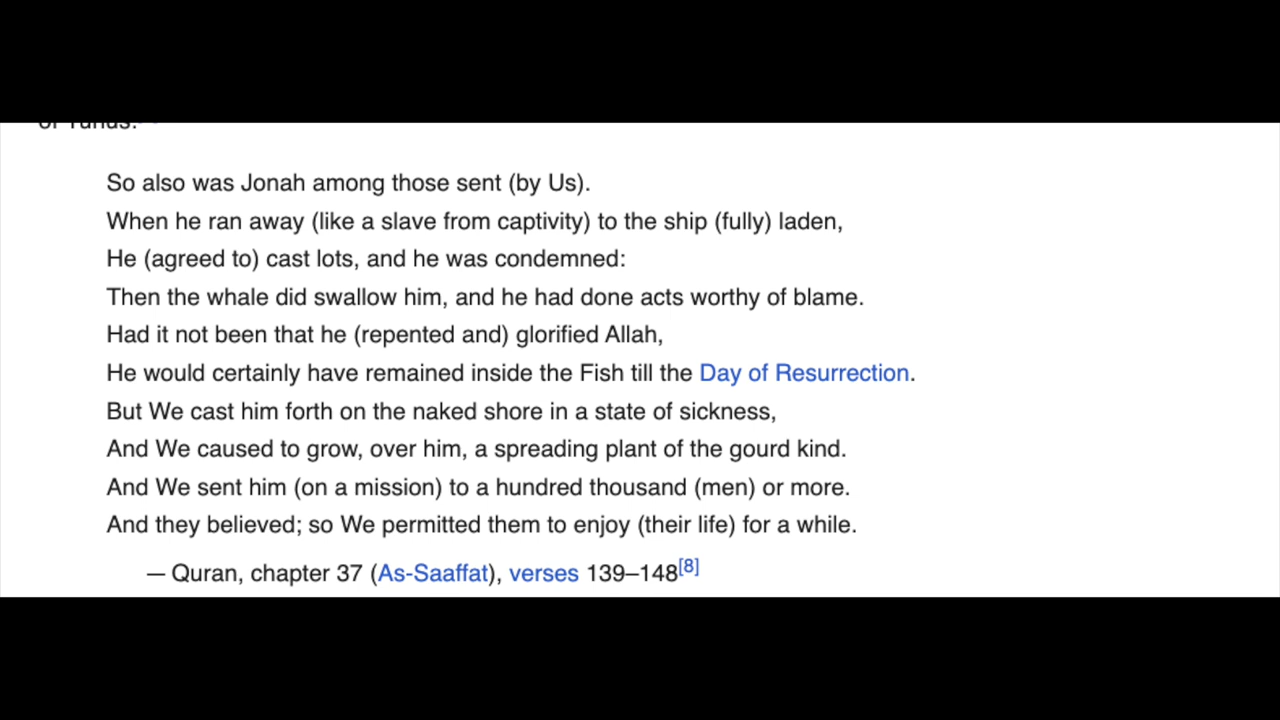 of Yunus.
So also was Jonah among those sent (by Us).
When he ran away (like a slave from captivity) to the ship (fully) laden,
He (agreed to) cast lots, and he was condemned:
Then the whale did swallow him, and he had done acts worthy of blame.
Had it not been that he (repented and) glorified Allah,
He would certainly have remained inside the Fish till the Day of Resurrection.
But We cast him forth on the naked shore in a state of sickness,
And We caused to grow, over him, a spreading plant of the gourd kind.
And We sent him (on a mission) to a hundred thousand (men) or more.
And they believed; so We permitted them to enjoy (their life) for a while.
— Quran, chapter 37 (As-Saaffat), verses 139–148[8]